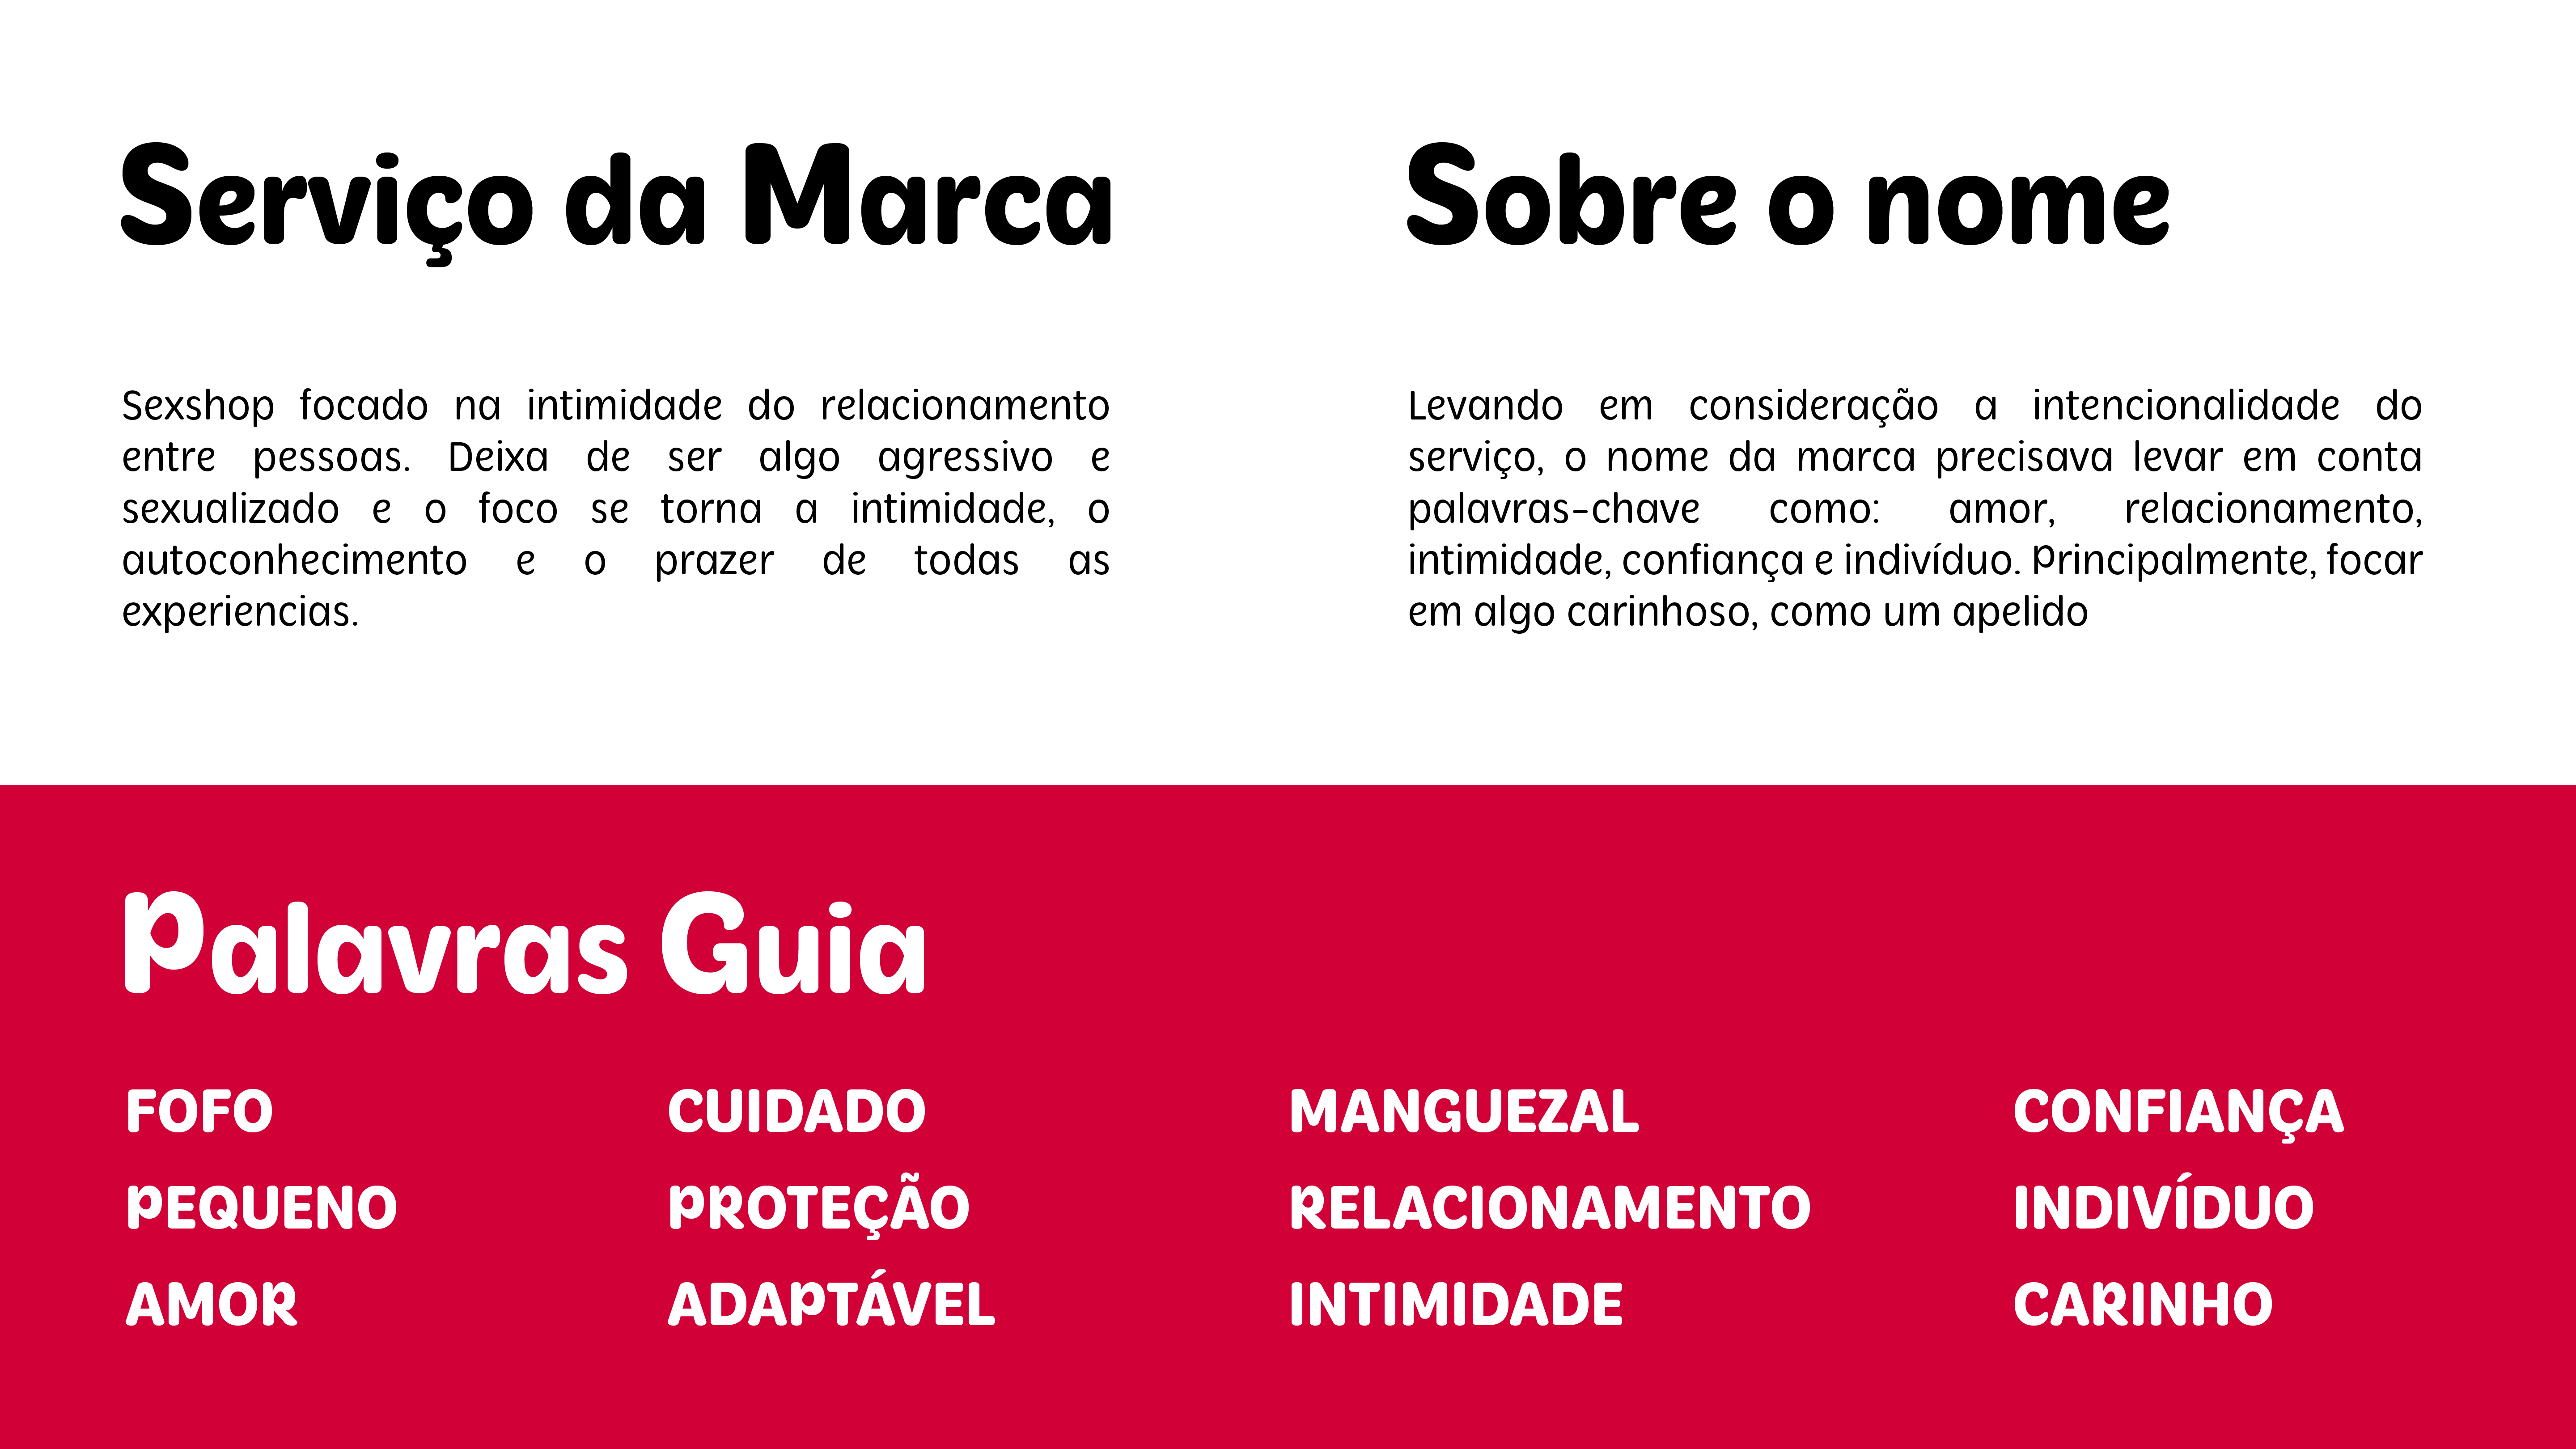 Serviço da Marca
Sexshop focado na intimidade do relacionamento
entre pessoas. Deixa de ser algo agressivo e
sexualizado e o foco se torna a intimidade, o
autoconhecimento e o prazer de todas as
experiencias.
Sobre o nome
Levando em consideração a intencionalidade do
serviço, o nome da marca precisava levar em conta
palavras-chave como: amor, relacionamento,
intimidade, confiança e indivíduo. Principalmente, focar
em algo carinhoso, como um apelido
Palavras Guia
FOFO
PEQUENO
AMOR
CUIDADO
PROTEÇÃO
ADAPTÁVEL
MANGUEZAL
RELACIONAMENTO
INTIMIDADE
CONFIANÇA
INDIVÍDUO
CARINHO